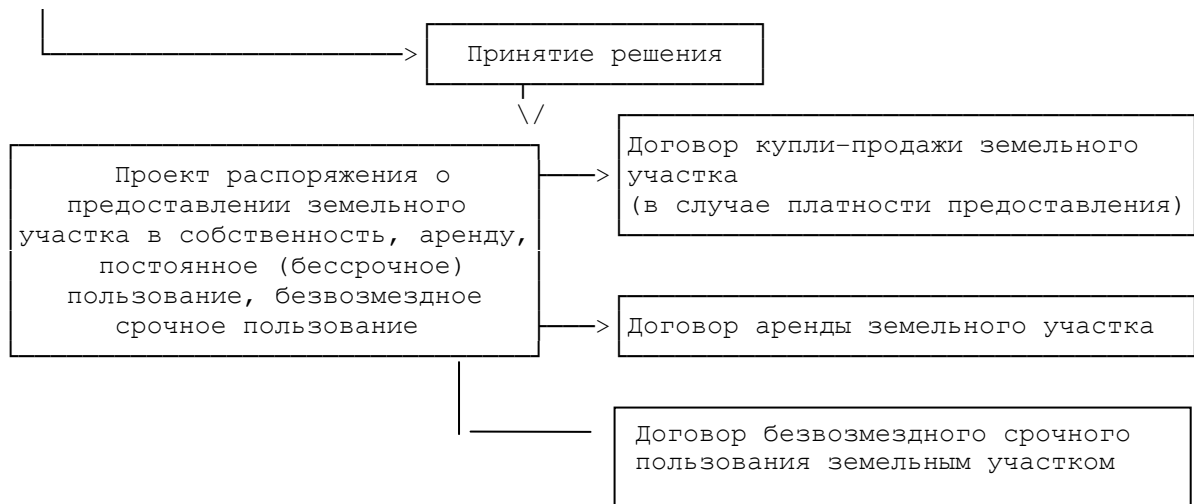 Принятие решения
Договор купли-продажи земельного
участка
(в случае платности предоставления)
Проект распоряжения о
предоставлении земельного
участка в собственность, аренду,
постоянное (бессрочное)
пользование, безвозмездное
срочное пользование
Договор аренды земельного участка
Договор безвозмездного срочного
пользования земельным участком